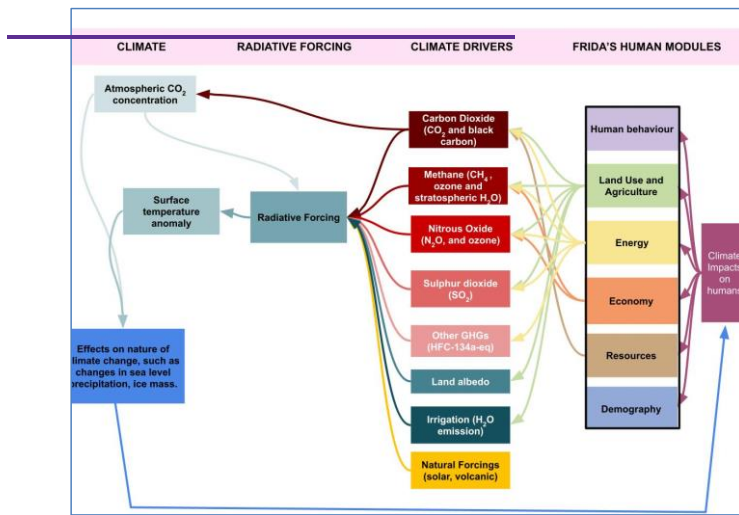 CLIMATE
RADIATIVE FORCING
CLIMATE DRIVERS
FRIDA'S HUMAN MODULES
Atmospheric CO₂
concentration
Surface
temperature
anomaly
Effects on nature of
climate change, such as
changes in sea level
precipitation, ice mass.
Radiative Forcing
Carbon Dioxide
(CO₂ and black
carbon)
Methane (CH₄ ,
ozone and
stratospheric H₂O)
Nitrous Oxide
(N₂O, and ozone)
Sulphur dioxide
(SO₂)
Other GHGs
(HFC-134a-eq)
Land albedo
Irrigation (H₂O
emission)
Natural Forcings
(solar, volcanic)
Human behaviour
Land Use and
Agriculture
Energy
Economy
Resources
Demography
Climate
Impacts
on
humans